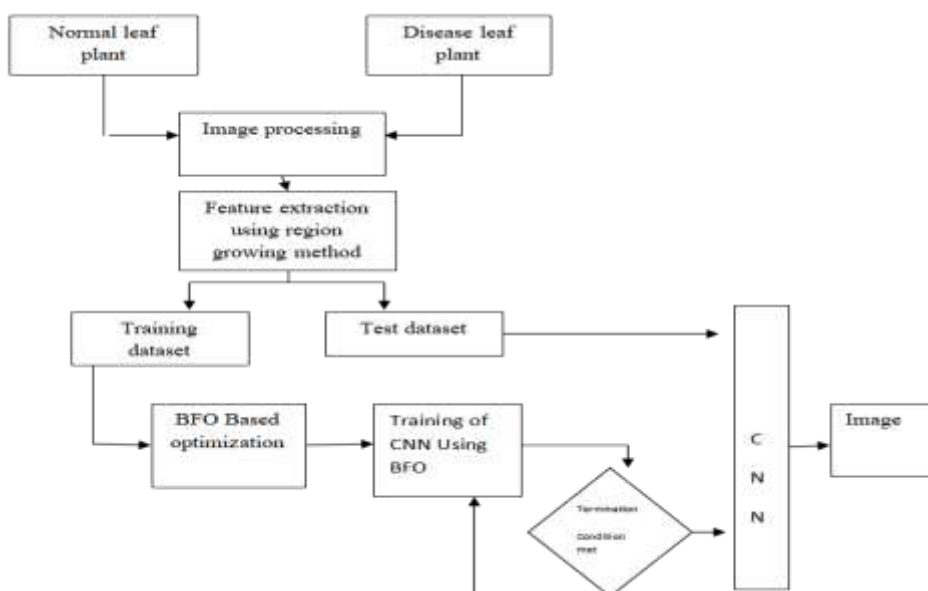 Normal leaf
plant
Disease leaf
plant
Image processing
Feature extraction
using region
growing method
Training
dataset
Test dataset
BFO Based
optimization
Training of
CNN Using
BFO
Termination
Condition
met
C
N
N
Image